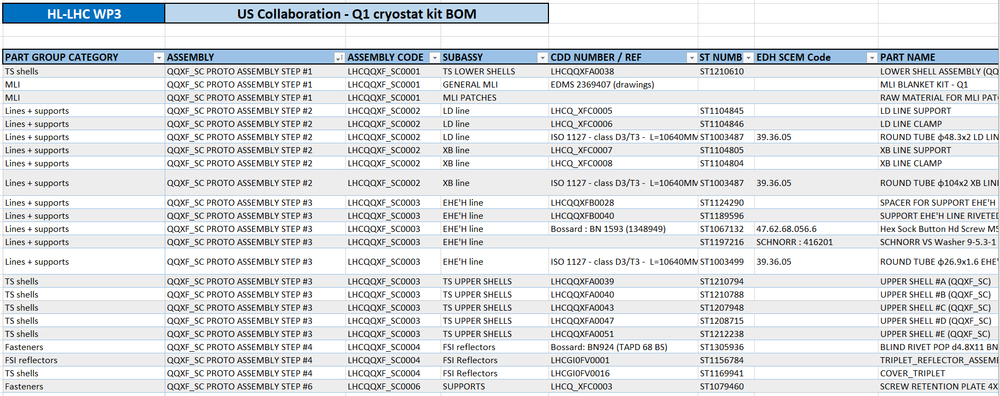 HL-LHC WP3 US Collaboration - Q1 cryostat kit BOM
PART GROUP CATEGORY ASSEMBLY ASSEMBLY CODE SUBASSY CDD NUMBER / REF ST NUMB EDH SCEM Code PART NAME
TS shells QQXF_SC PROTO ASSEMBLY STEP #1 LHCQQXF_SC0001 TS LOWER SHELLS LHCQQXFA0038 ST1210610 LOWER SHELL ASSEMBLY (QQ
MLI QQXF_SC PROTO ASSEMBLY STEP #1 LHCQQXF_SC0001 GENERAL MLI EDMS 2369407 (drawings) MLI BLANKET KIT - Q1
MLI QQXF_SC PROTO ASSEMBLY STEP #1 LHCQQXF_SC0001 MLI PATCHES RAW MATERIAL FOR MLI PAT
Lines + supports QQXF_SC PROTO ASSEMBLY STEP #2 LHCQQXF_SC0002 LD line LHCQ_XFC0005 ST1104845 LD LINE SUPPORT
Lines + supports QQXF_SC PROTO ASSEMBLY STEP #2 LHCQQXF_SC0002 LD line LHCQ_XFC0006 ST1104846 LD LINE CLAMP
Lines + supports QQXF_SC PROTO ASSEMBLY STEP #2 LHCQQXF_SC0002 LD line ISO 1127 - class D3/T3 - L=10640MM ST1003487 39.36.05 ROUND TUBE ф48.3x2 LD LIN
Lines + supports QQXF_SC PROTO ASSEMBLY STEP #2 LHCQQXF_SC0002 XB line LHCQ_XFC0007 ST1104805 XB LINE SUPPORT
Lines + supports QQXF_SC PROTO ASSEMBLY STEP #2 LHCQQXF_SC0002 XB line LHCQ_XFC0008 ST1104804 XB LINE CLAMP
Lines + supports QQXF_SC PROTO ASSEMBLY STEP #2 LHCQQXF_SC0002 XB line ISO 1127 - class D3/T3 - L=10640MM ST1003487 39.36.05 ROUND TUBE ф104x2 XB LIN
Lines + supports QQXF_SC PROTO ASSEMBLY STEP #3 LHCQQXF_SC0003 EHE'H line LHCQQXFB0028 ST1124290 SPACER FOR SUPPORT EHE'H
Lines + supports QQXF_SC PROTO ASSEMBLY STEP #3 LHCQQXF_SC0003 EHE'H line LHCQQXFB0040 ST1189596 SUPPORT EHE'H LINE RIVETED
Lines + supports QQXF_SC PROTO ASSEMBLY STEP #3 LHCQQXF_SC0003 EHE'H line Bossard : BN 1593 (1348949) ST1067132 47.62.68.056.6 Hex Sock Button Hd Screw M5
Lines + supports QQXF_SC PROTO ASSEMBLY STEP #3 LHCQQXF_SC0003 EHE'H line ST1197216 SCHNORR : 416201 SCHNORR VS Washer 9-5.3-1
Lines + supports QQXF_SC PROTO ASSEMBLY STEP #3 LHCQQXF_SC0003 EHE'H line ISO 1127 - class D3/T3 - L=10640MM ST1003499 39.36.05 ROUND TUBE ф26.9x1.6 EHE'
TS shells QQXF_SC PROTO ASSEMBLY STEP #3 LHCQQXF_SC0003 TS UPPER SHELLS LHCQQXFA0039 ST1210794 UPPER SHELL #A (QQXF_SC)
TS shells QQXF_SC PROTO ASSEMBLY STEP #3 LHCQQXF_SC0003 TS UPPER SHELLS LHCQQXFA0040 ST1210788 UPPER SHELL #B (QQXF_SC)
TS shells QQXF_SC PROTO ASSEMBLY STEP #3 LHCQQXF_SC0003 TS UPPER SHELLS LHCQQXFA0043 ST1207948 UPPER SHELL #C (QQXF_SC)
TS shells QQXF_SC PROTO ASSEMBLY STEP #3 LHCQQXF_SC0003 TS UPPER SHELLS LHCQQXFA0047 ST1208715 UPPER SHELL #D (QQXF_SC)
TS shells QQXF_SC PROTO ASSEMBLY STEP #3 LHCQQXF_SC0003 TS UPPER SHELLS LHCQQXFA0051 ST1212238 UPPER SHELL #E (QQXF_SC)
Fasteners QQXF_SC PROTO ASSEMBLY STEP #4 LHCQQXF_SC0004 FSI reflectors Bossard: BN924 (TAPD 68 BS) ST1305936 BLIND RIVET POP d4.8X11 BN
FSI reflectors QQXF_SC PROTO ASSEMBLY STEP #4 LHCQQXF_SC0004 FSI Reflectors LHCGI0FV0001 ST1156784 TRIPLET_REFLECTOR_ASSEME
TS shells QQXF_SC PROTO ASSEMBLY STEP #4 LHCQQXF_SC0004 FSI Reflectors LHCGI0FV0016 ST1169941 COVER_TRIPLET
Fasteners QQXF_SC PROTO ASSEMBLY STEP #6 LHCQQXF_SC0006 SUPPORTS LHCQ_XFC0003 ST1079460 SCREW RETENTION PLATE 4X